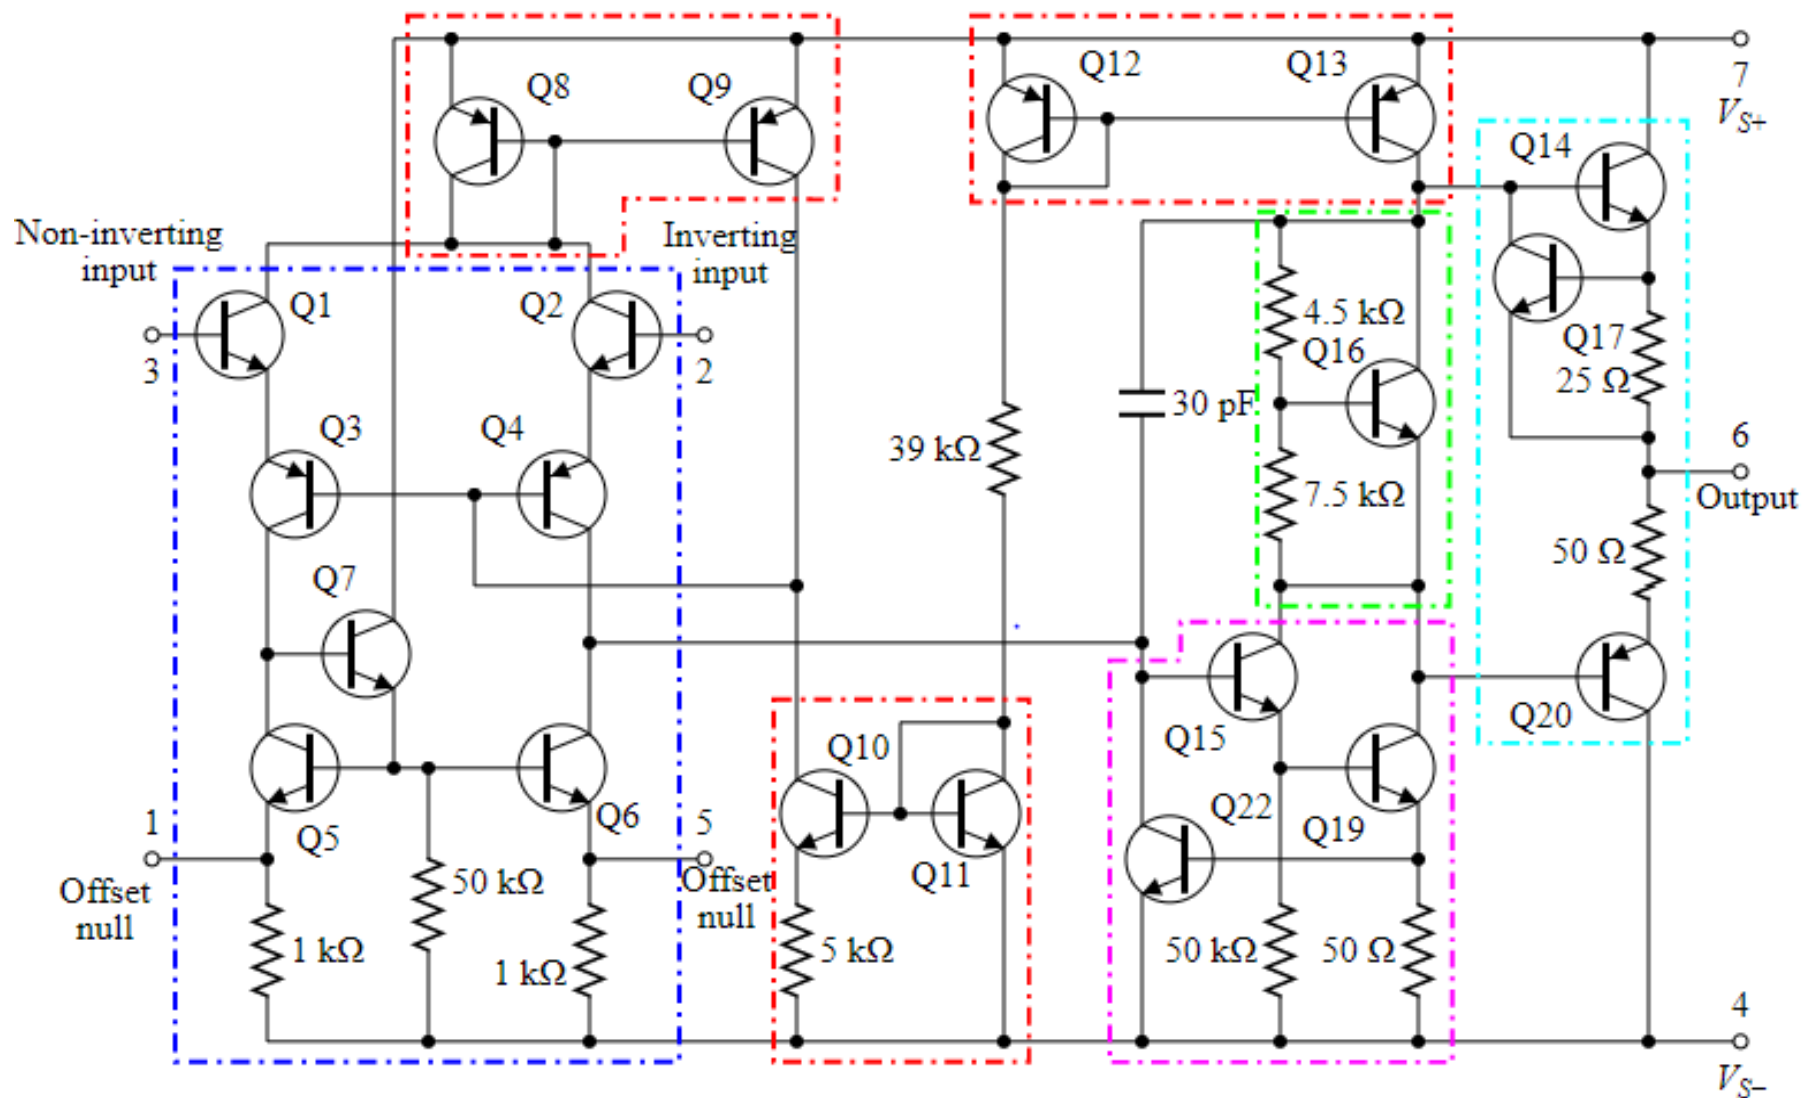 Q8
Q9
Q12
Q13
7
V_S+
Q14
Non-inverting
input
Inverting
input
Q1
Q2
3
2
4.5 kΩ
Q16
Q17
25 Ω
30 pF
Q3
Q4
39 kΩ
7.5 kΩ
6
Output
50 Ω
Q7
Q10
Q15
Q20
1
Q5
Q6
5
Q22
Q19
Offset
null
50 kΩ
Offset
null
Q11
1 kΩ
1 kΩ
5 kΩ
50 kΩ
50 Ω
4
V_S−